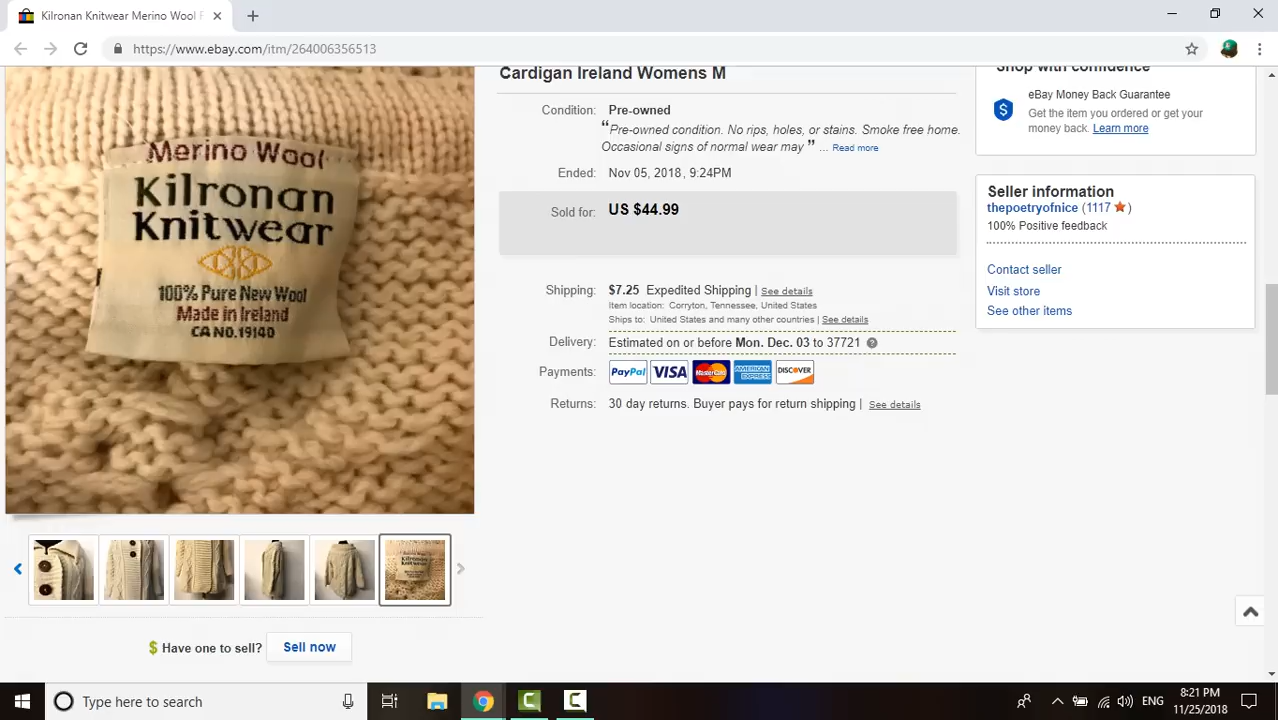 Kilronan Knitwear Merino Wool
https://www.ebay.com/itm/264006356513
Merino Wool
Kilronan
Knitwear
100% Pure New Wool
Made in Ireland
CA NO.19140
Have one to sell? Sell now
Cardigan Ireland Womens M
Condition: Pre-owned
“Pre-owned condition. No rips, holes, or stains. Smoke free home.
Occasional signs of normal wear may ” ... Read more
Ended: Nov 05, 2018 , 9:24PM
Sold for: US $44.99
Shipping: $7.25 Expedited Shipping | See details
Item location: Corryton, Tennessee, United States
Ships to: United States and many other countries | See details
Delivery: Estimated on or before Mon. Dec. 03 to 37721
Payments: PayPal VISA MasterCard AMERICAN EXPRESS DISCOVER
Returns: 30 day returns. Buyer pays for return shipping | See details
Shop with confidence
eBay Money Back Guarantee
Get the item you ordered or get your
money back. Learn more
Seller information
thepoetryofnice (1117 )
100% Positive feedback
Contact seller
Visit store
See other items
Type here to search
ENG
8:21 PM
11/25/2018